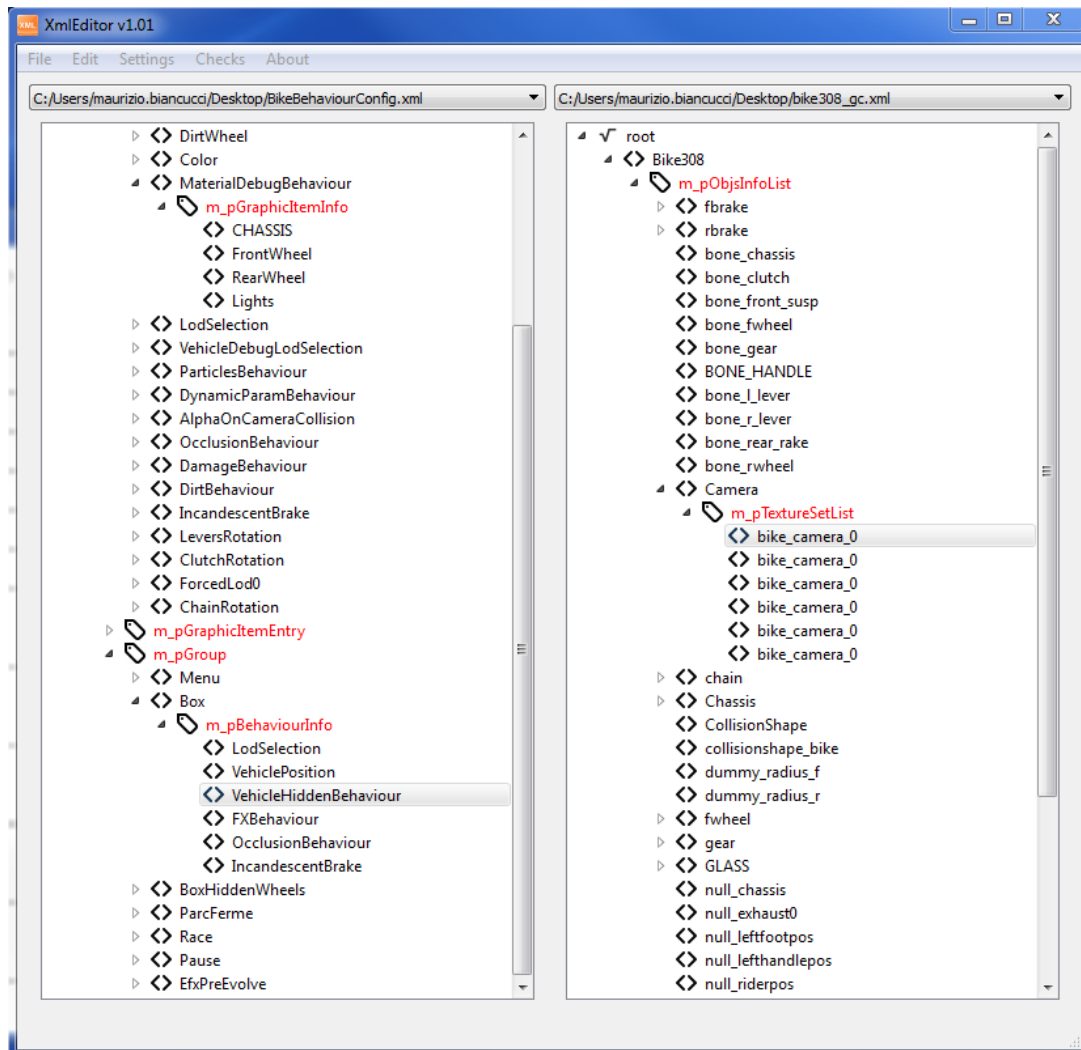 XML XmlEditor v1.01
File Edit Settings Checks About
C:/Users/maurizio.biancucci/Desktop/BikeBehaviourConfig.xml
DirtWheel
Color
MaterialDebugBehaviour
m_pGraphicItemInfo
CHASSIS
FrontWheel
RearWheel
Lights
LodSelection
VehicleDebugLodSelection
ParticlesBehaviour
DynamicParamBehaviour
AlphaOnCameraCollision
OcclusionBehaviour
DamageBehaviour
DirtBehaviour
IncandescentBrake
LeversRotation
ClutchRotation
ForcedLod0
ChainRotation
m_pGraphicItemEntry
m_pGroup
Menu
Box
m_pBehaviourInfo
LodSelection
VehiclePosition
VehicleHiddenBehaviour
FXBehaviour
OcclusionBehaviour
IncandescentBrake
BoxHiddenWheels
ParcFerme
Race
Pause
EfxPreEvolve
C:/Users/maurizio.biancucci/Desktop/bike308_gc.xml
root
Bike308
m_pObjsInfoList
fbrake
rbrake
bone_chassis
bone_clutch
bone_front_susp
bone_fwheel
bone_gear
BONE_HANDLE
bone_l_lever
bone_r_lever
bone_rear_rake
bone_rwheel
Camera
m_pTextureSetList
bike_camera_0
bike_camera_0
bike_camera_0
bike_camera_0
bike_camera_0
bike_camera_0
chain
Chassis
CollisionShape
collisionshape_bike
dummy_radius_f
dummy_radius_r
fwheel
gear
GLASS
null_chassis
null_exhaust0
null_leftfootpos
null_lefthandlepos
null_riderpos